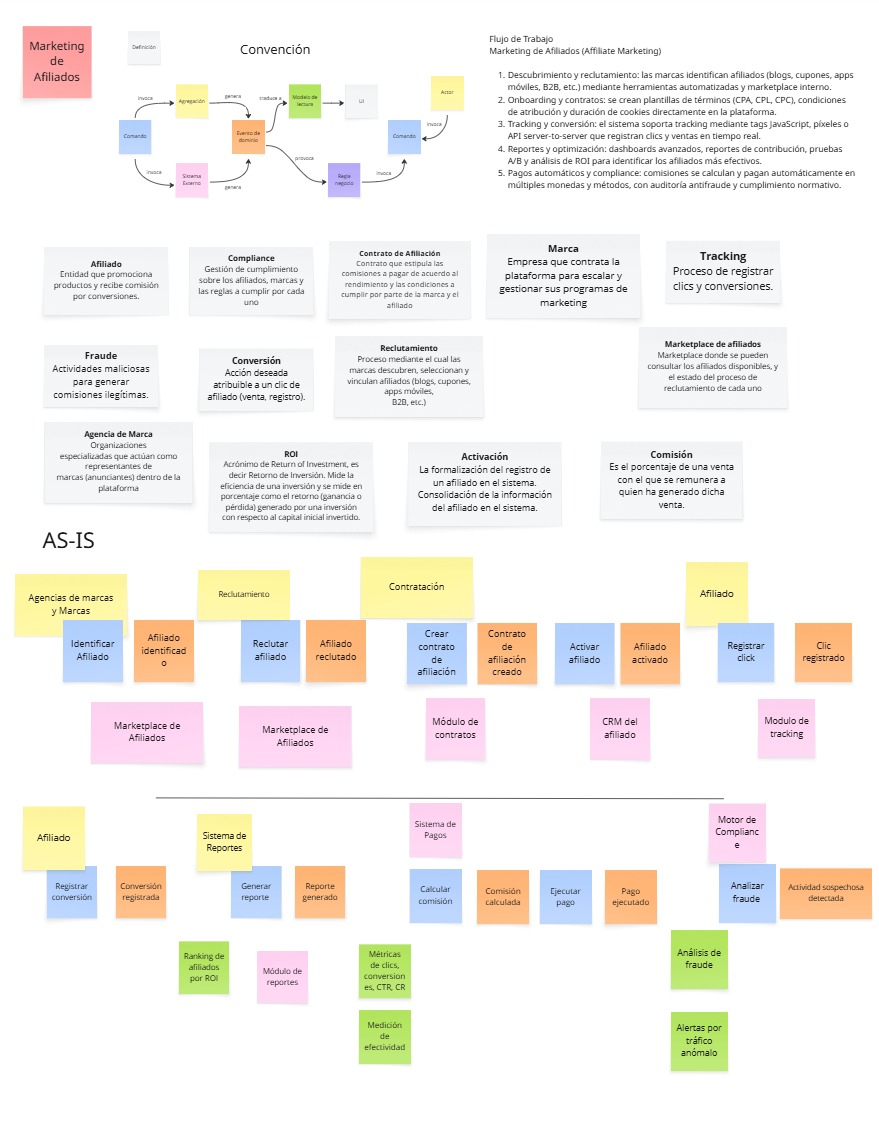 Marketing
de
Afiliados
Definición
Convención
invoca
Agregación
genera
traduce a
Modelo de
lectura
UI
Actor
Comando
Evento de
dominio
Comando
invoca
invoca
Sistema
Externo
genera
provoca
Regla
negocio
invoca
Flujo de Trabajo
Marketing de Afiliados (Affiliate Marketing)
1. Descubrimiento y reclutamiento: las marcas identifican afiliados (blogs, cupones, apps
móviles, B2B, etc.) mediante herramientas automatizadas y marketplace interno.
2. Onboarding y contratos: se crean plantillas de términos (CPA, CPL, CPC), condiciones
de atribución y duración de cookies directamente en la plataforma.
3. Tracking y conversión: el sistema soporta tracking mediante tags JavaScript, píxeles o
API server-to-server que registran clics y ventas en tiempo real.
4. Reportes y optimización: dashboards avanzados, reportes de contribución, pruebas
A/B y análisis de ROI para identificar los afiliados más efectivos.
5. Pagos automáticos y compliance: comisiones se calculan y pagan automáticamente en
múltiples monedas y métodos, con auditoría antifraude y cumplimiento normativo.
Afiliado
Entidad que promociona
productos y recibe comisión
por conversiones.
Compliance
Gestión de cumplimiento
sobre los afiliados, marcas y
las reglas a cumplir por cada
uno
Contrato de Afiliación
Contrato que estipula las
comisiones a pagar de acuerdo al
rendimiento y las condiciones a
cumplir por parte de la marca y el
afiliado
Marca
Empresa que contrata la
plataforma para escalar y
gestionar sus programas de
marketing
Tracking
Proceso de registrar
clics y conversiones.
Fraude
Actividades maliciosas
para generar
comisiones ilegítimas.
Conversión
Acción deseada
atribuible a un clic de
afiliado (venta, registro).
Reclutamiento
Proceso mediante el cual las
marcas descubren, seleccionan y
vinculan afiliados (blogs, cupones,
apps móviles,
B2B, etc.)
Marketplace de afiliados
Marketplace donde se pueden
consultar los afiliados disponibles, y
el estado del proceso de
reclutamiento de cada uno
Agencia de Marca
Organizaciones
especializadas que actúan como
representantes de
marcas (anunciantes) dentro de la
plataforma
ROI
Acrónimo de Return of Investment, es
decir Retorno de Inversión. Mide la
eficiencia de una inversión y se mide en
porcentaje como el retorno (ganancia o
pérdida) generado por una inversión
con respecto al capital inicial invertido.
Activación
La formalización del registro de
un afiliado en el sistema.
Consolidación de la información
del afiliado en el sistema.
Comisión
Es el porcentaje de una venta
con el que se remunera a
quien ha generado dicha
venta.
AS-IS
Agencias de marcas
y Marcas
Identificar
Afiliado
Afiliado
identificad
o
Reclutamiento
Reclutar
afiliado
Afiliado
reclutado
Contratación
Crear
contrato
de
afiliación
Contrato
de
afiliación
creado
Activar
afiliado
Afiliado
activado
Afiliado
Registrar
click
Clic
registrado
Marketplace de
Afiliados
Marketplace de
Afiliados
Módulo de
contratos
CRM del
afiliado
Modulo de
tracking
Afiliado
Registrar
conversión
Conversión
registrada
Sistema de
Reportes
Generar
reporte
Reporte
generado
Sistema de
Pagos
Calcular
comisión
Comisión
calculada
Ejecutar
pago
Pago
ejecutado
Motor de
Complianc
e
Analizar
fraude
Actividad sospechosa
detectada
Ranking de
afiliados
por ROI
Módulo de
reportes
Métricas
de clics,
conversion
es, CTR, CR
Medición
de
efectividad
Análisis de
fraude
Alertas por
tráfico
anómalo